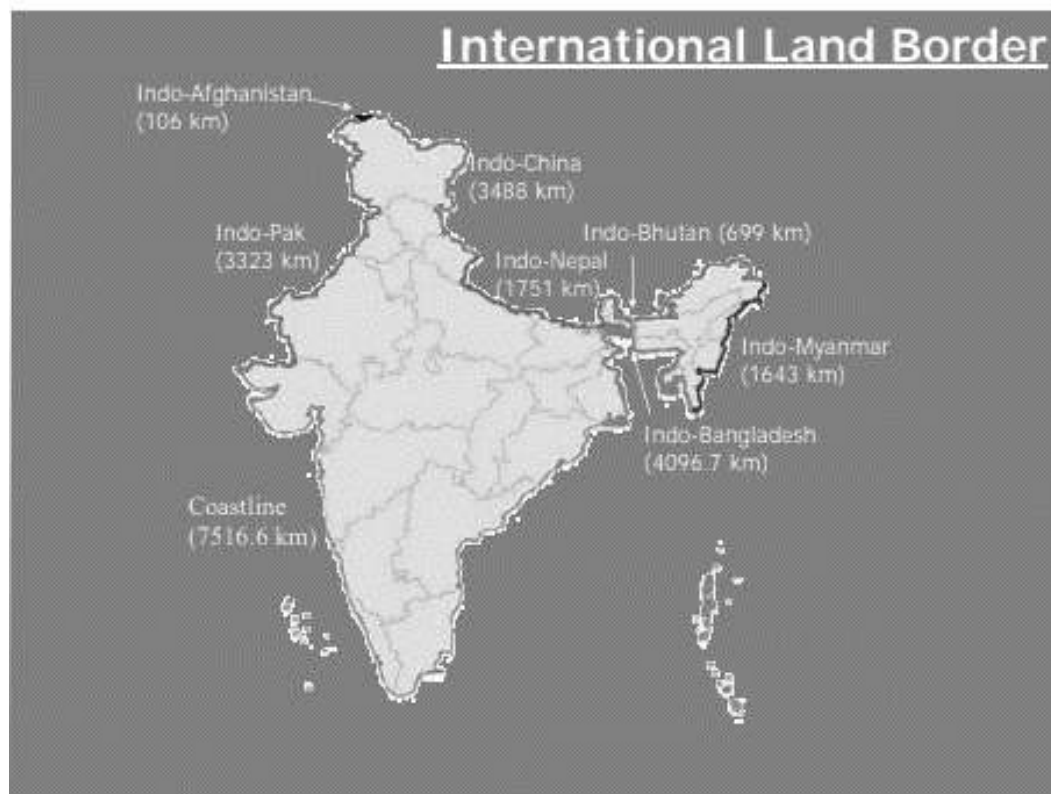 International Land Border
Indo-Afghanistan
(106 km)
Indo-China
(3488 km)
Indo-Pak
(3323 km)
Indo-Bhutan (699 km)
Indo-Nepal
(1751 km)
Indo-Myanmar
(1643 km)
Indo-Bangladesh
(4096.7 km)
Coastline
(7516.6 km)